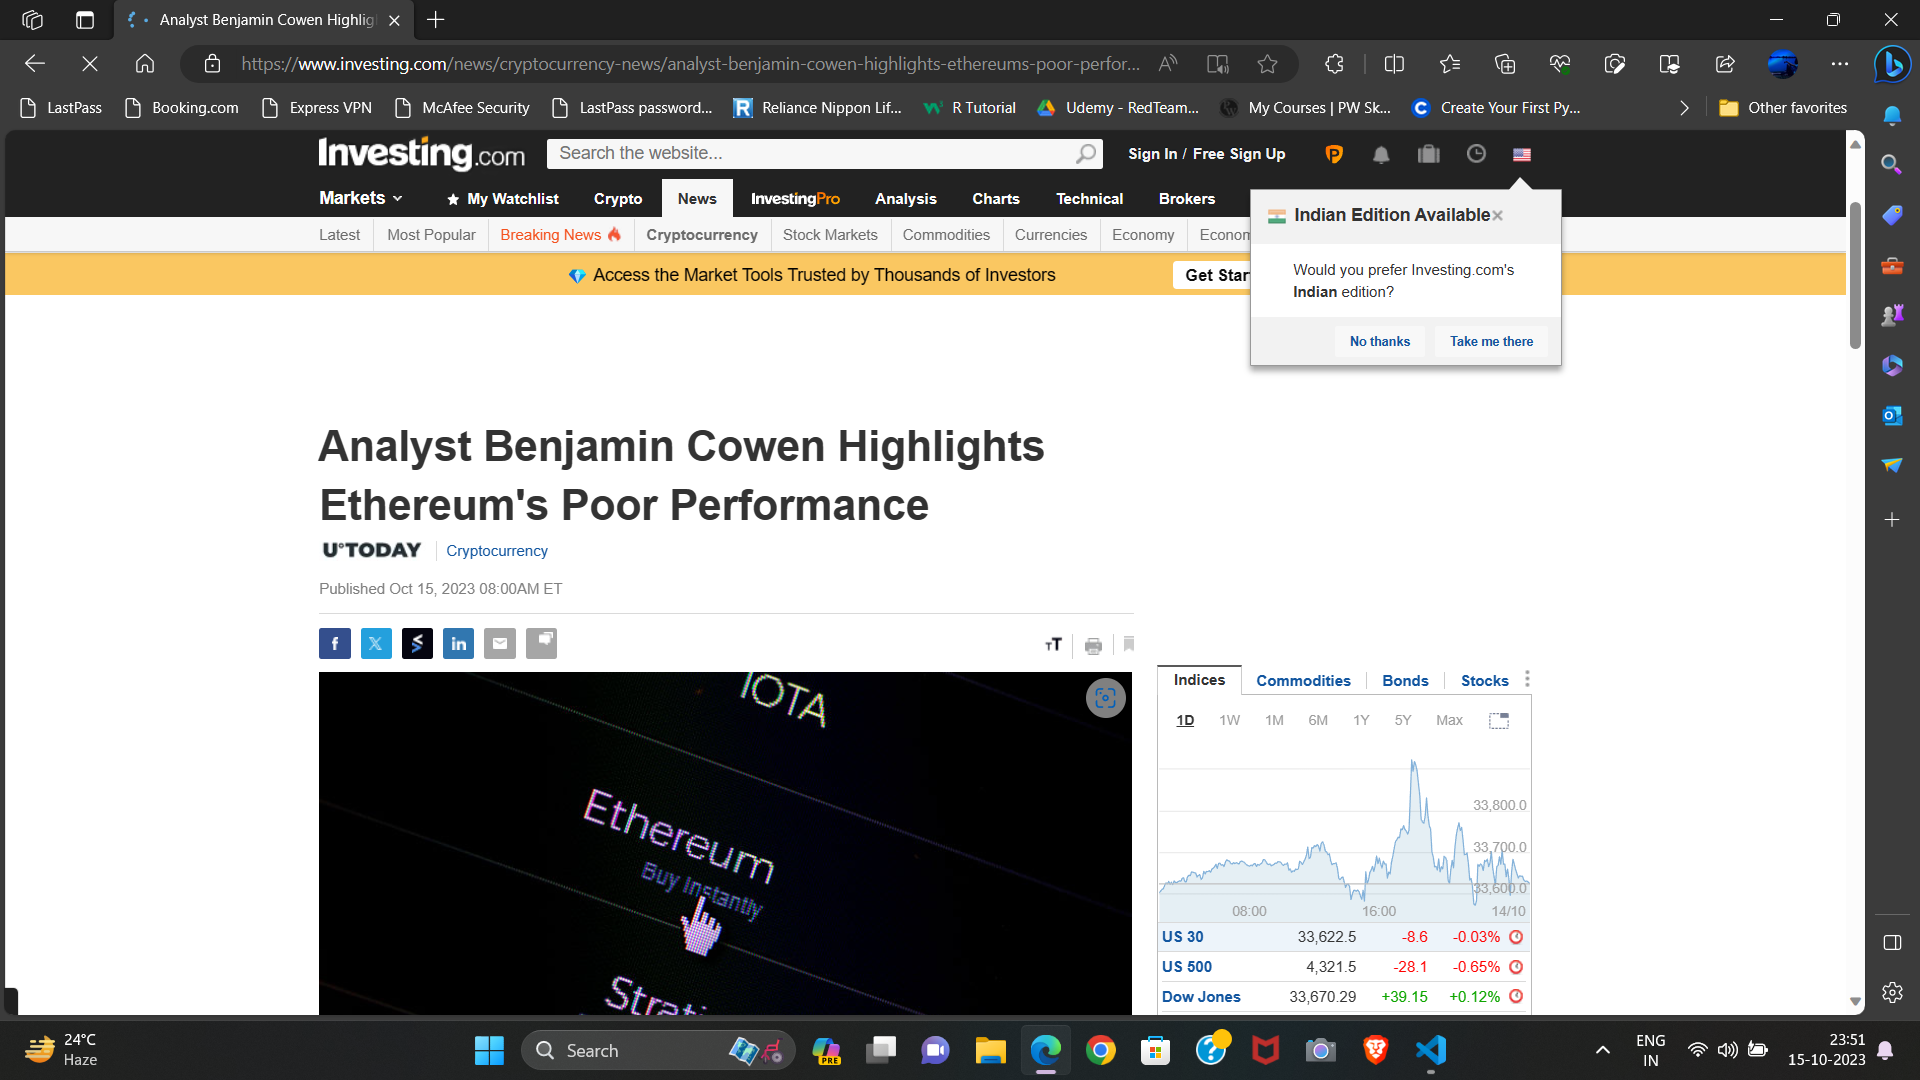 Analyst Benjamin Cowen Highlig
https://www.investing.com/news/cryptocurrency-news/analyst-benjamin-cowen-highlights-ethereums-poor-perfor...
LastPass Booking.com Express VPN McAfee Security LastPass password... Reliance Nippon Lif... R Tutorial Udemy - RedTeam... My Courses | PW Sk... Create Your First Py... Other favorites
Investing.com Search the website... Sign In / Free Sign Up
Markets My Watchlist Crypto News InvestingPro Analysis Charts Technical Brokers
Latest Most Popular Breaking News Cryptocurrency Stock Markets Commodities Currencies Economy Econom
Access the Market Tools Trusted by Thousands of Investors Get Star
Indian Edition Available
Would you prefer Investing.com's
Indian edition?
No thanks Take me there
Analyst Benjamin Cowen Highlights
Ethereum's Poor Performance
U°TODAY Cryptocurrency
Published Oct 15, 2023 08:00AM ET
IOTA
Ethereum
Buy Instantly
Strati
Indices Commodities Bonds Stocks
1D 1W 1M 6M 1Y 5Y Max
33,800.0
33,700.0
33,600.0
08:00 16:00 14/10
US 30 33,622.5 -8.6 -0.03%
US 500 4,321.5 -28.1 -0.65%
Dow Jones 33,670.29 +39.15 +0.12%
24°C
Haze
Search
PRE
ENG
IN
23:51
15-10-2023